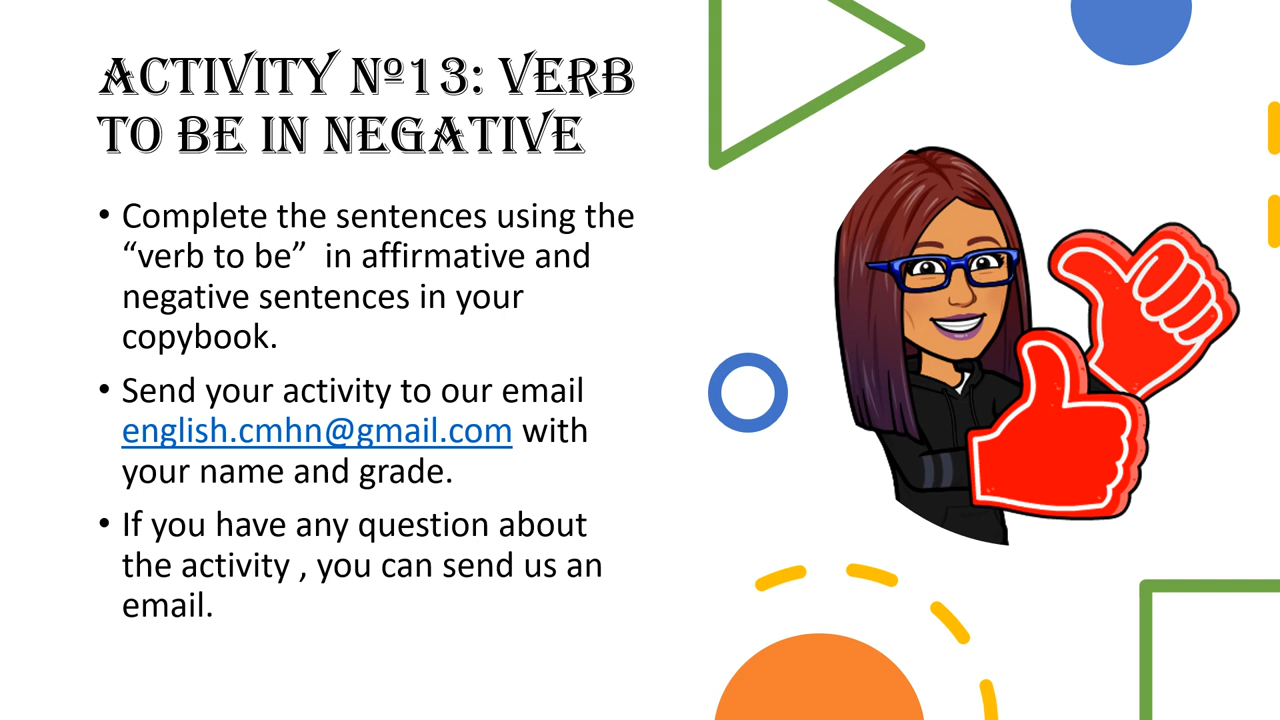 ACTIVITY Nº13: VERB
TO BE IN NEGATIVE
• Complete the sentences using the
“verb to be”  in affirmative and
negative sentences in your
copybook.
• Send your activity to our email
english.cmhn@gmail.com with
your name and grade.
• If you have any question about
the activity , you can send us an
email.